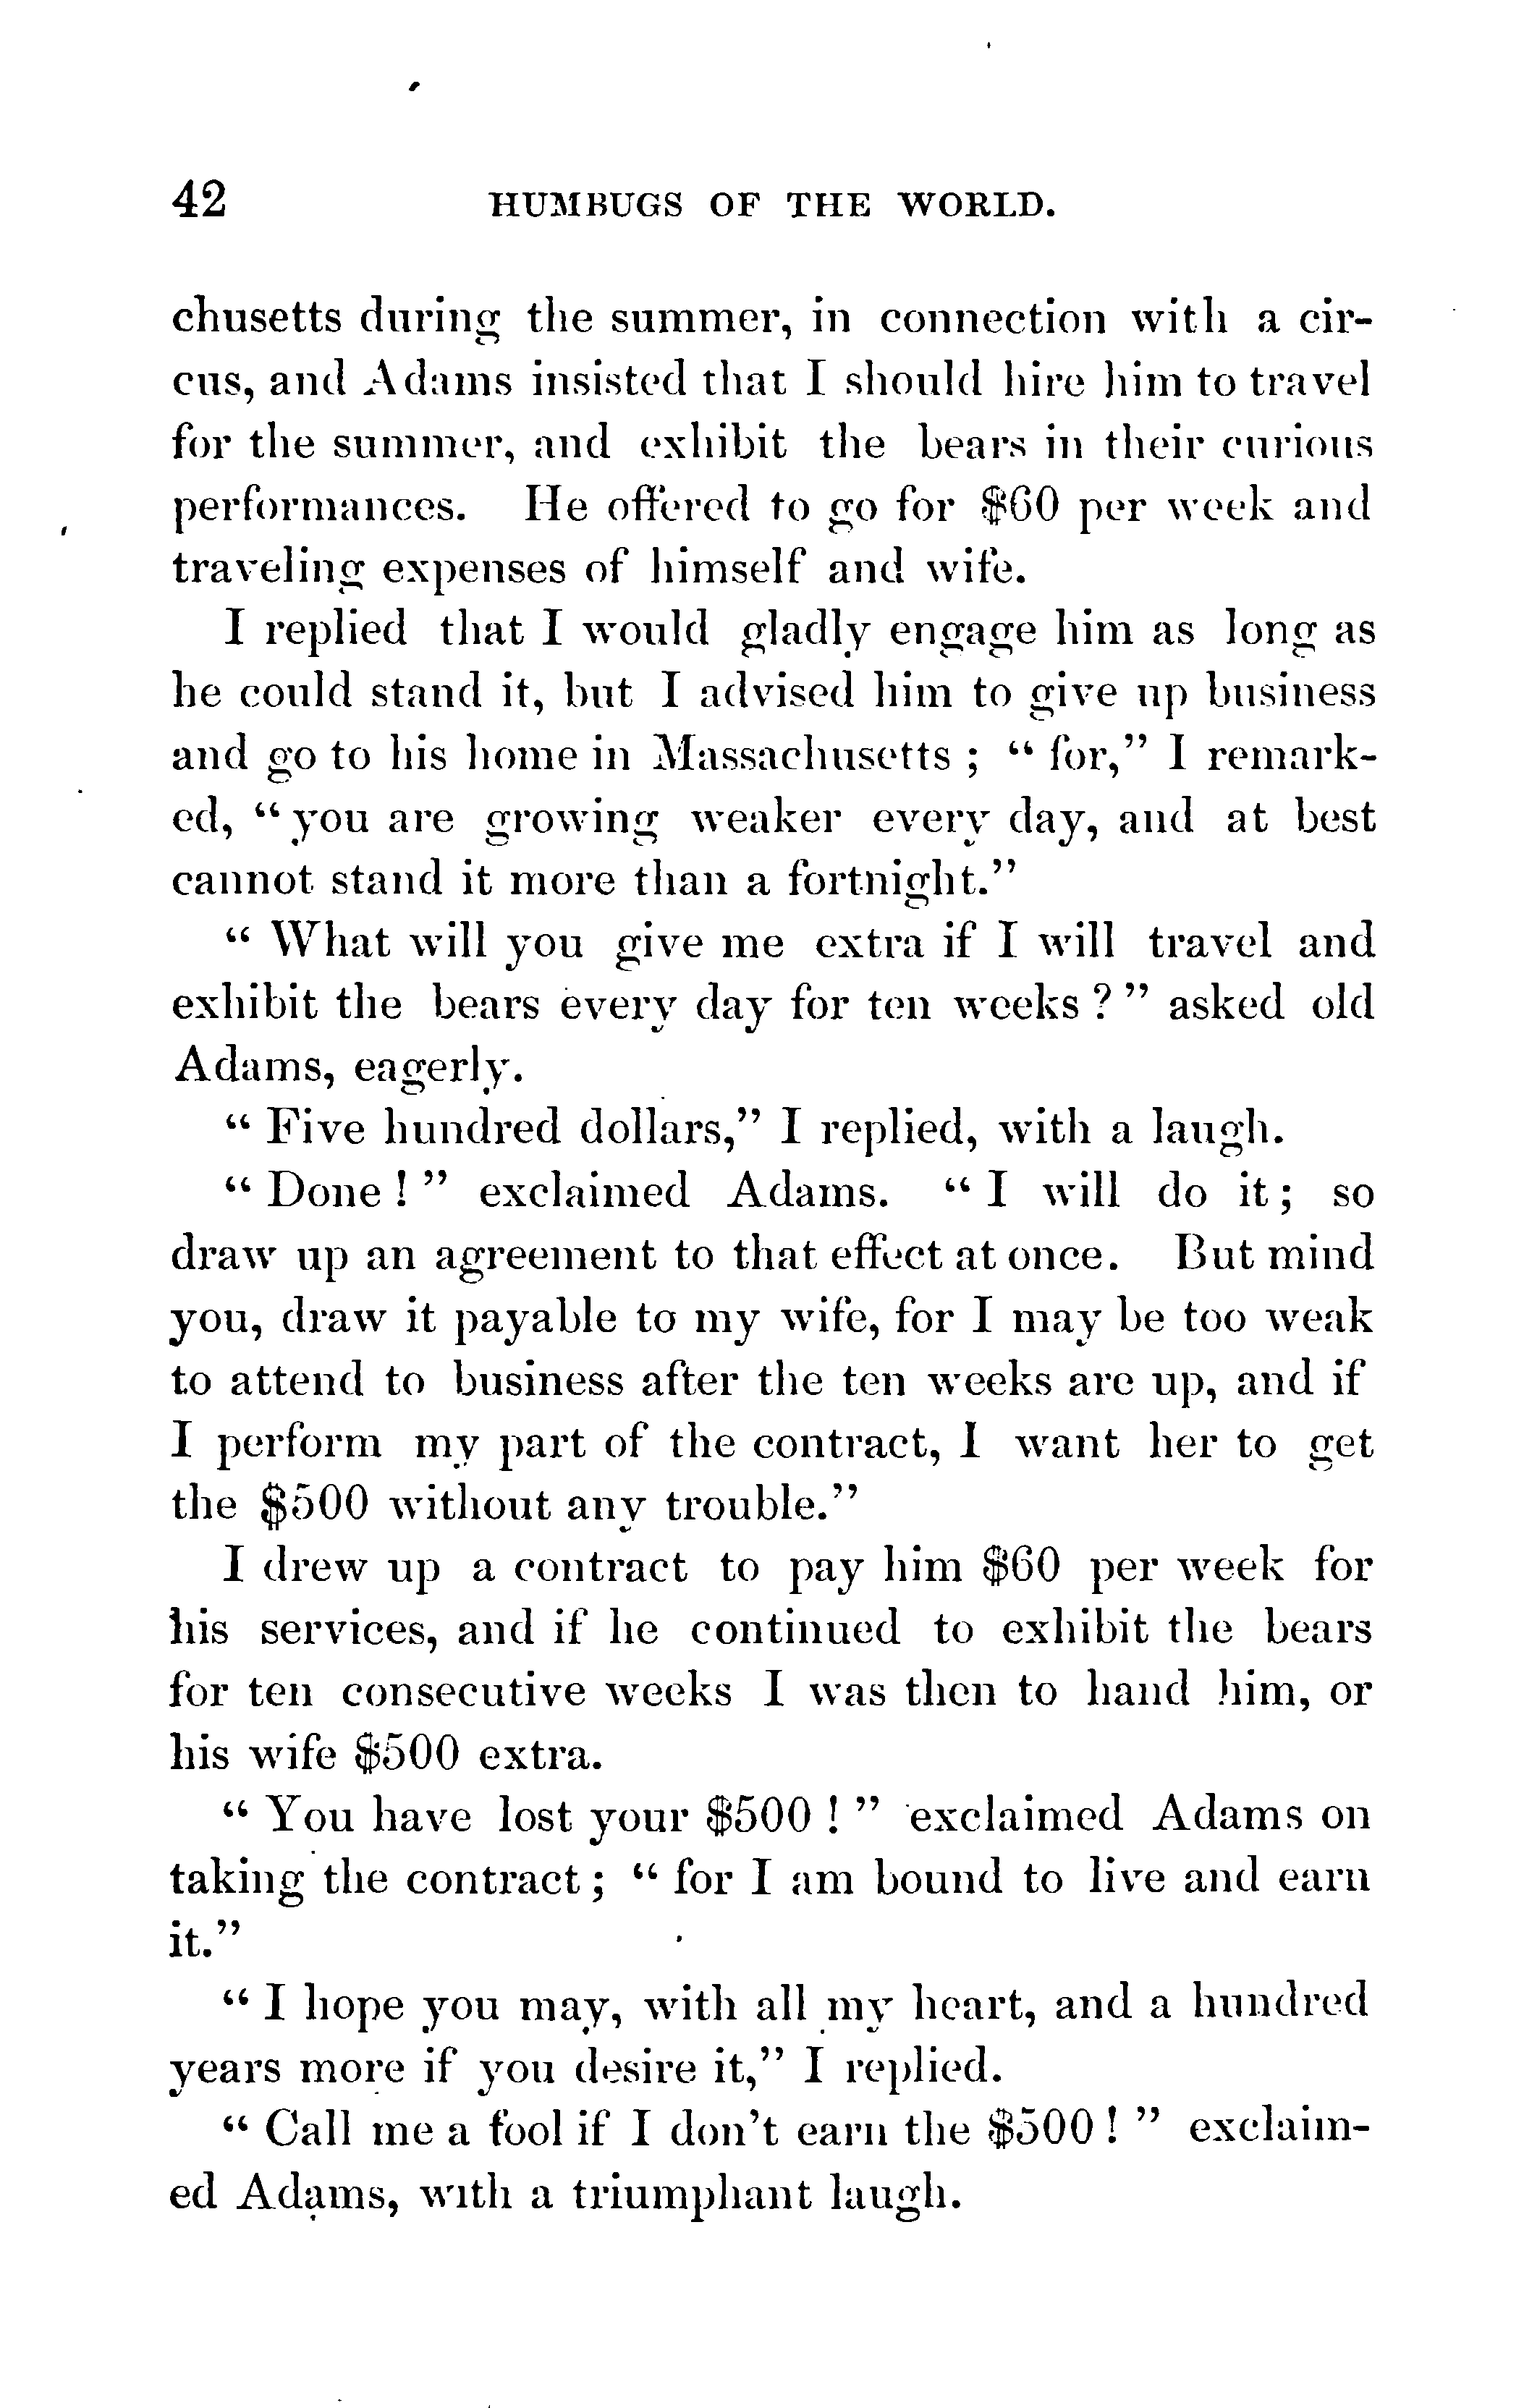 42 HUMBUGS OF THE WORLD.
chusetts during the summer, in connection with a cir-
cus, and Adams insisted that I should hire him to travel
for the summer, and exhibit the bears in their curious
performances. He offered to go for $60 per week and
traveling expenses of himself and wife.
I replied that I would gladly engage him as long as
he could stand it, but I advised him to give up business
and go to his home in Massachusetts ; “ for,” I remark-
ed, “ you are growing weaker every day, and at best
cannot stand it more than a fortnight.”
“ What will you give me extra if I will travel and
exhibit the bears every day for ten weeks ? ” asked old
Adams, eagerly.
“ Five hundred dollars,” I replied, with a laugh.
“ Done ! ” exclaimed Adams. “ I will do it ; so
draw up an agreement to that effect at once. But mind
you, draw it payable to my wife, for I may be too weak
to attend to business after the ten weeks are up, and if
I perform my part of the contract, I want her to get
the $500 without any trouble.”
I drew up a contract to pay him $60 per week for
his services, and if he continued to exhibit the bears
for ten consecutive weeks I was then to hand him, or
his wife $500 extra.
“ You have lost your $500 ! ” exclaimed Adams on
taking the contract ; “ for I am bound to live and earn
it.”
“ I hope you may, with all my heart, and a hundred
years more if you desire it,” I replied.
“ Call me a fool if I don’t earn the $500 ! ” exclaim-
ed Adams, with a triumphant laugh.